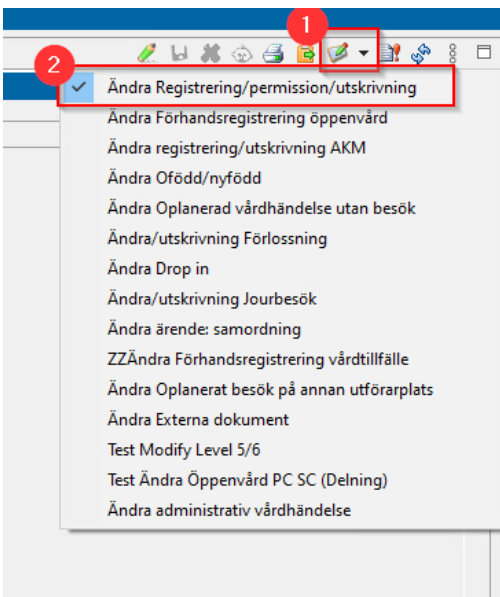 1
2
Ändra Registrering/permission/utskrivning
Ändra Förhandsregistrering öppenvård
Ändra registrering/utskrivning AKM
Ändra Ofödd/nyfödd
Ändra Oplanerad vårdhändelse utan besök
Ändra/utskrivning Förlossning
Ändra Drop in
Ändra/utskrivning Jourbesök
Ändra ärende: samordning
ZZÄndra Förhandsregistrering vårdtillfälle
Ändra Oplanerat besök på annan utförarplats
Ändra Externa dokument
Test Modify Level 5/6
Test Ändra Öppenvård PC SC (Delning)
Ändra administrativ vårdhändelse